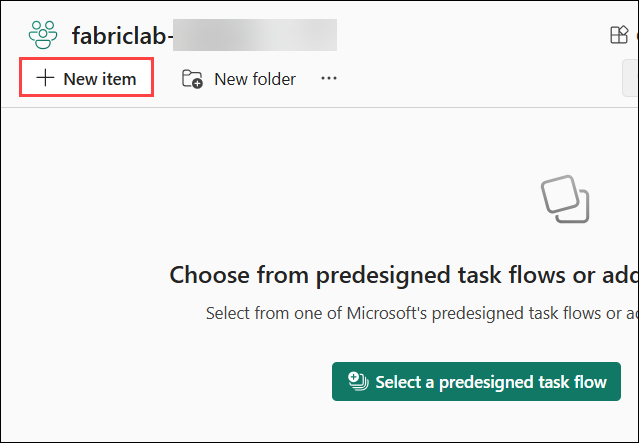 fabriclab-
New item
New folder
Choose from predesigned task flows or add
Select from one of Microsoft's predesigned task flows or a
Select a predesigned task flow